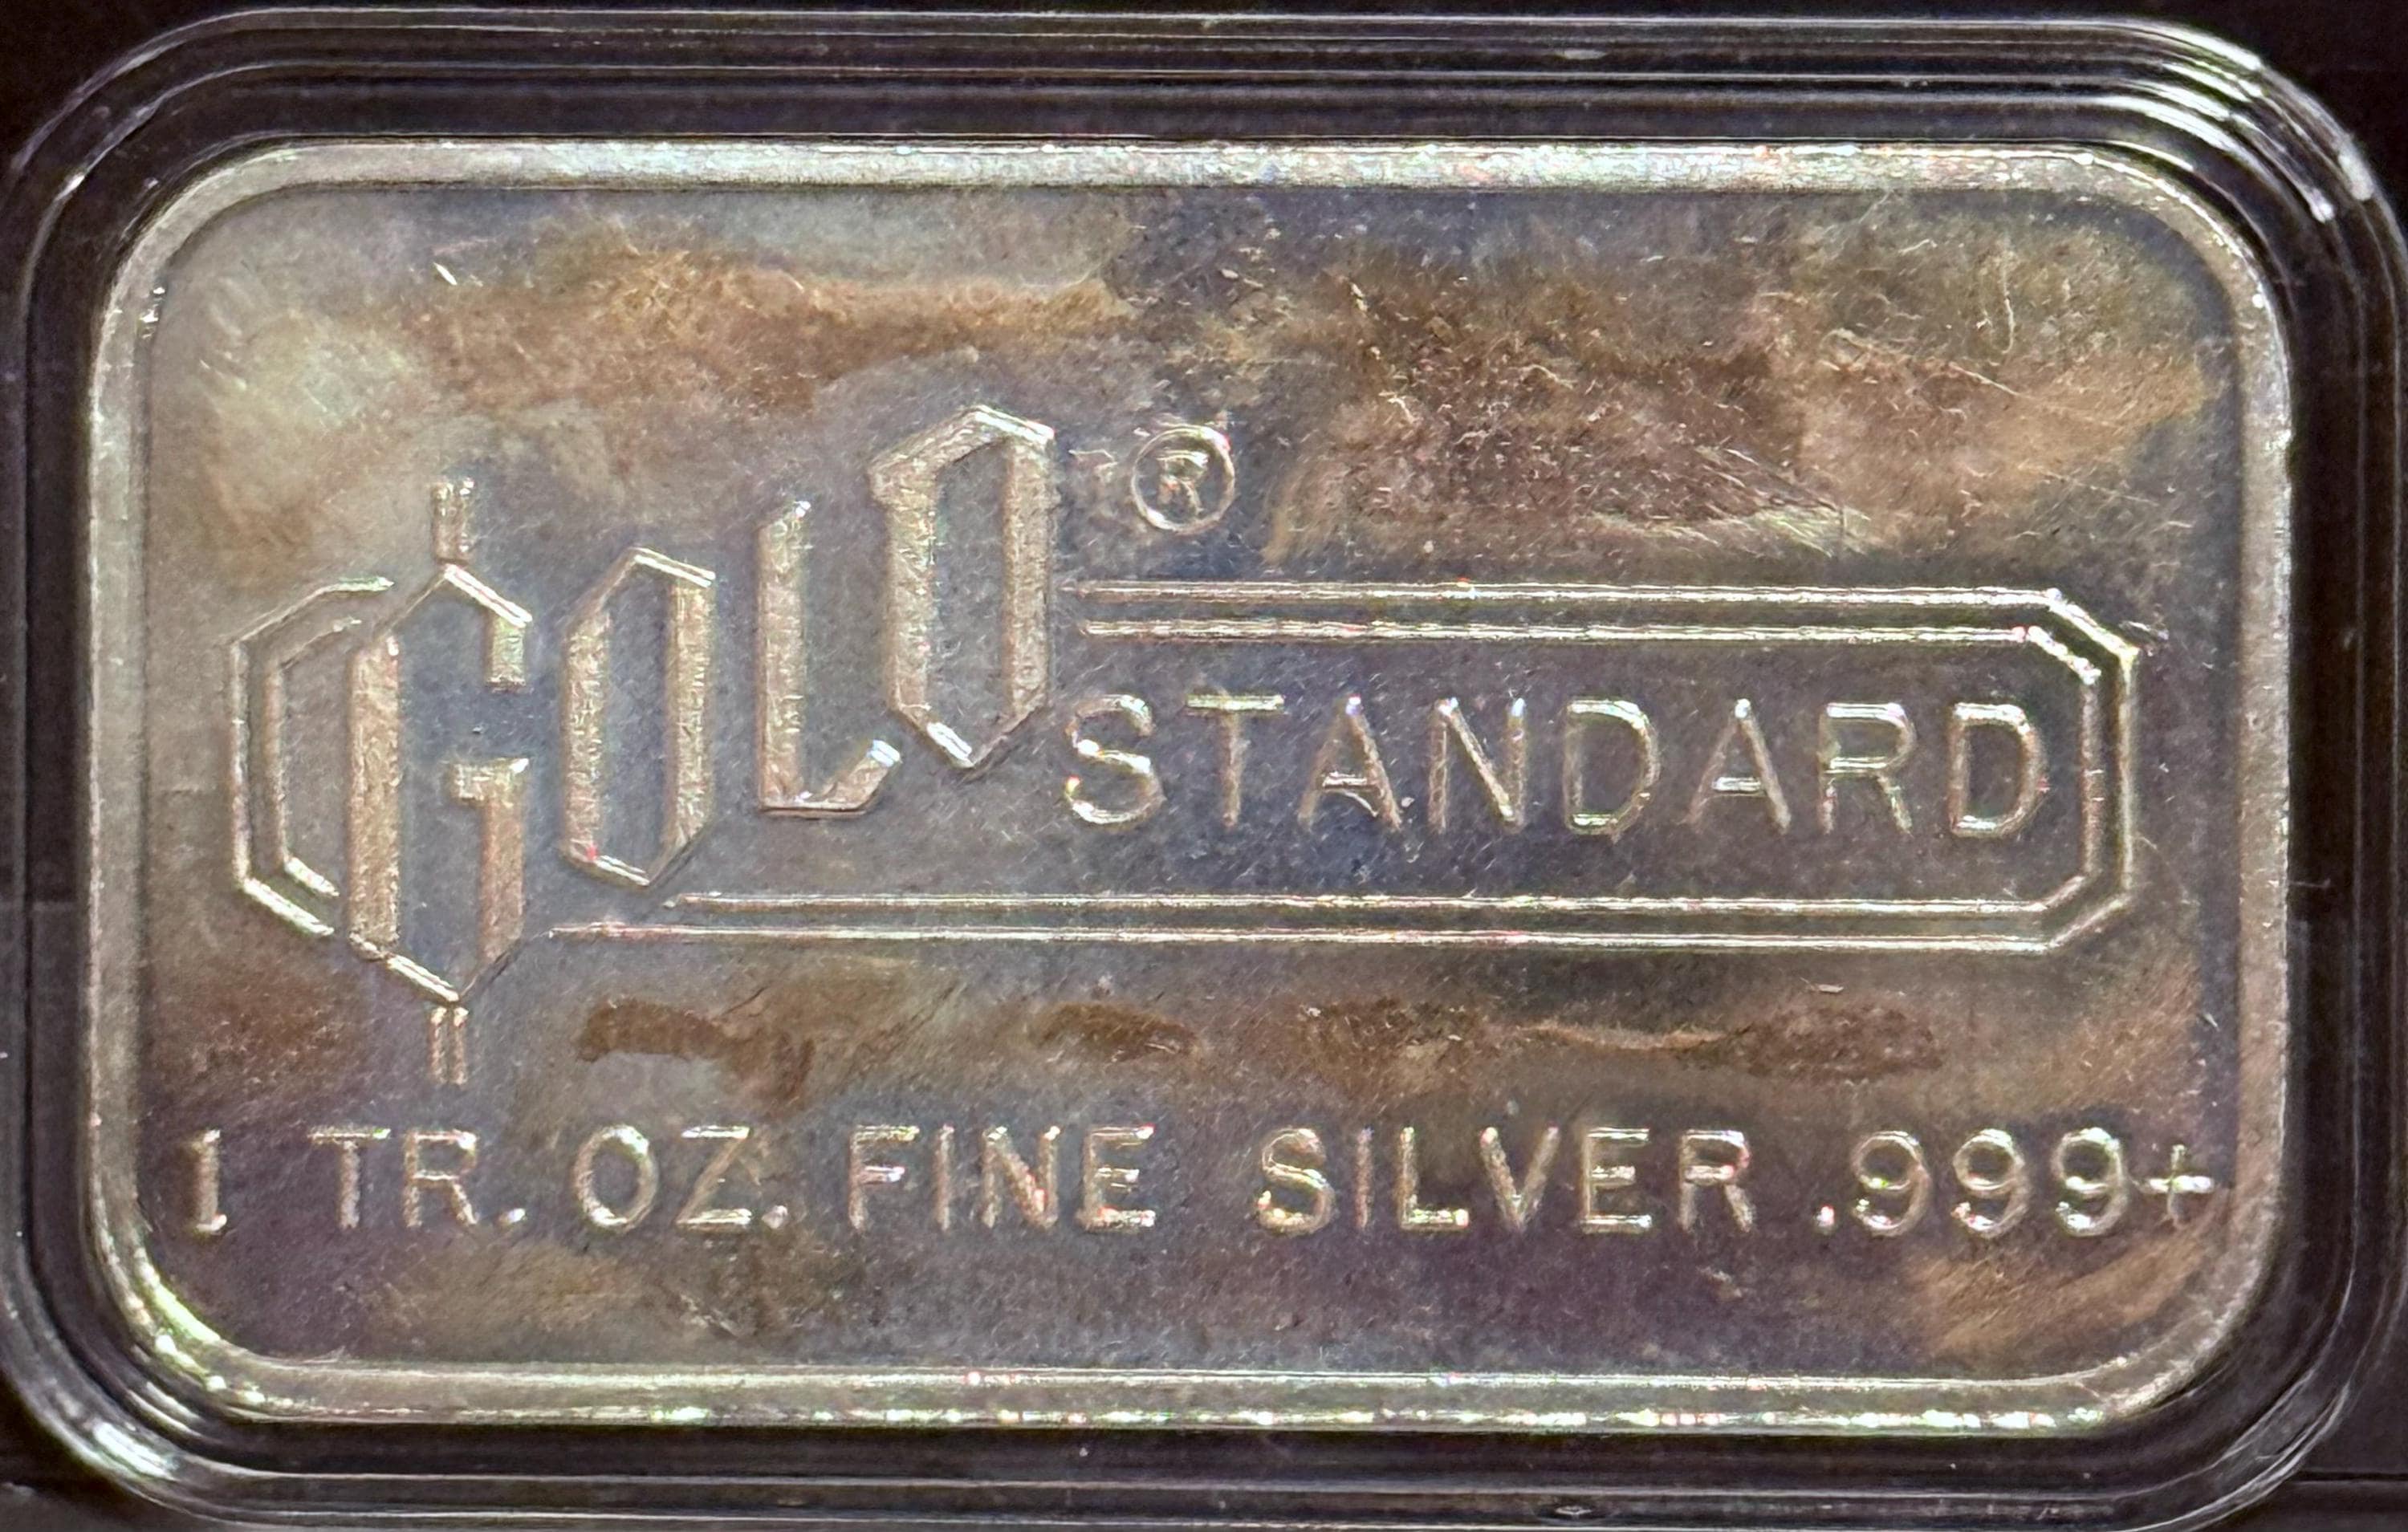 GOLD ®
STANDARD
1 TR. OZ. FINE SILVER .999+